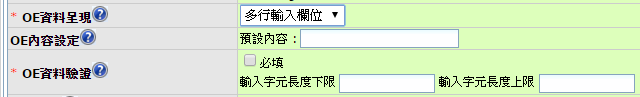 * OE資料呈現? 多行輸入欄位
OE內容設定? 預設內容：
* OE資料驗證? 必填
輸入字元長度下限 輸入字元長度上限